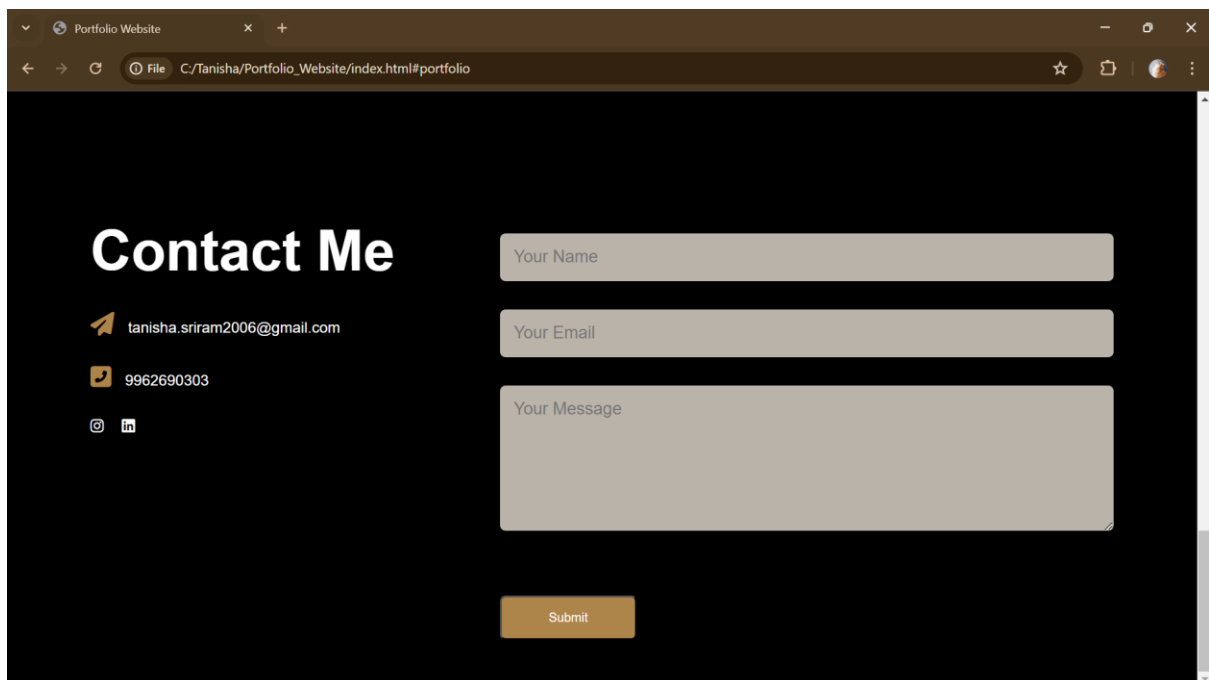 Portfolio Website
File C:/Tanisha/Portfolio_Website/index.html#portfolio
Contact Me
tanisha.sriram2006@gmail.com
9962690303
in
Your Name
Your Email
Your Message
Submit